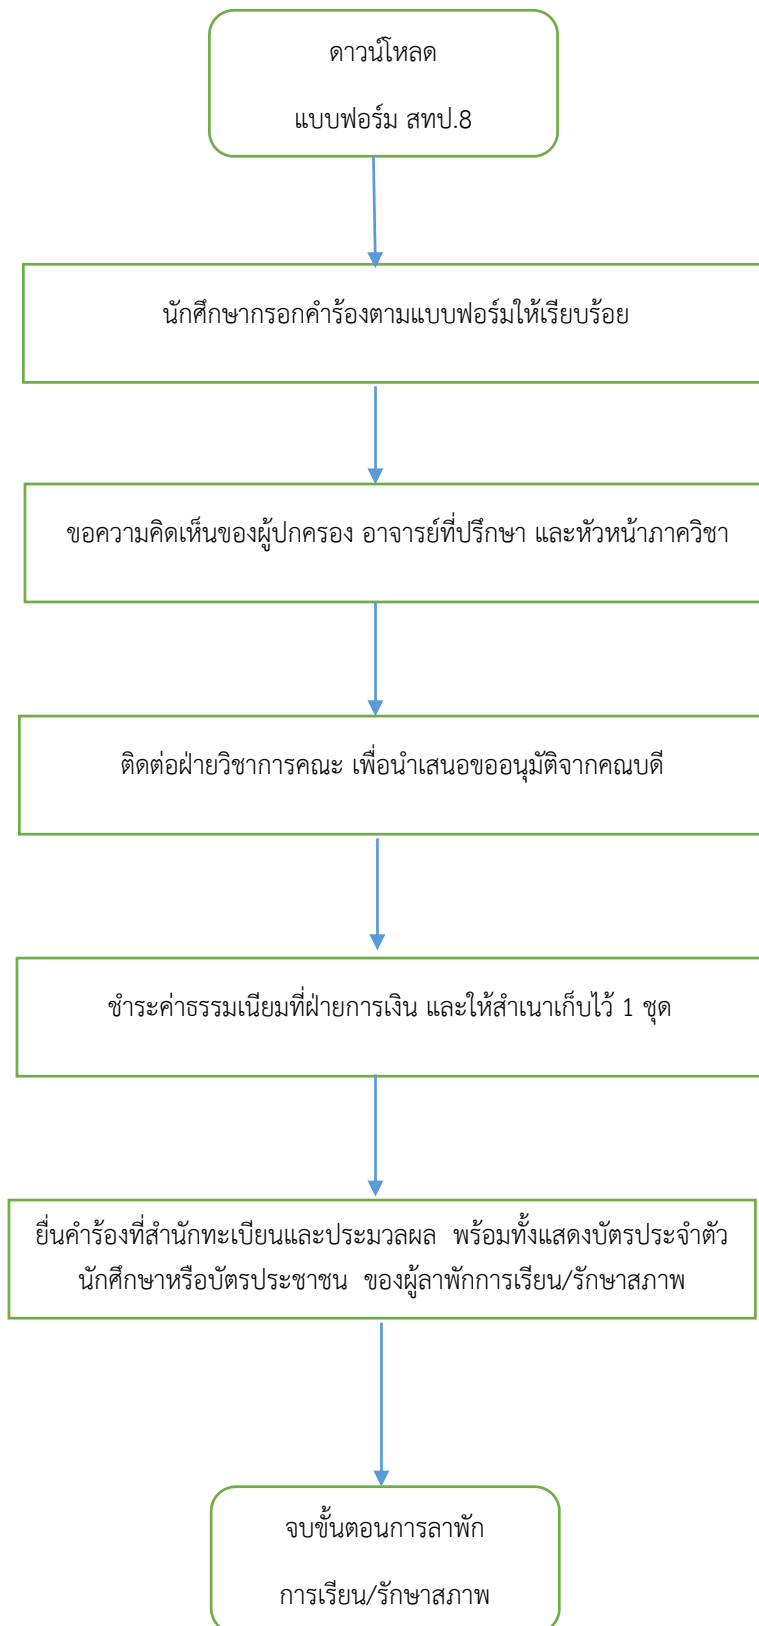 ดาวน์โหลด
แบบฟอร์ม สทป.8
นักศึกษากรอกคำร้องตามแบบฟอร์มให้เรียบร้อย
ขอความคิดเห็นของผู้ปกครอง อาจารย์ที่ปรึกษา และหัวหน้าภาควิชา
ติดต่อฝ่ายวิชาการคณะ เพื่อนำเสนอขออนุมัติจากคณบดี
ชำระค่าธรรมเนียมที่ฝ่ายการเงิน และให้สำเนาเก็บไว้ 1 ชุด
ยื่นคำร้องที่สำนักทะเบียนและประมวลผล พร้อมทั้งแสดงบัตรประจำตัว
นักศึกษาหรือบัตรประชาชน ของผู้ลาพักการเรียน/รักษาสภาพ
จบขั้นตอนการลาพัก
การเรียน/รักษาสภาพ